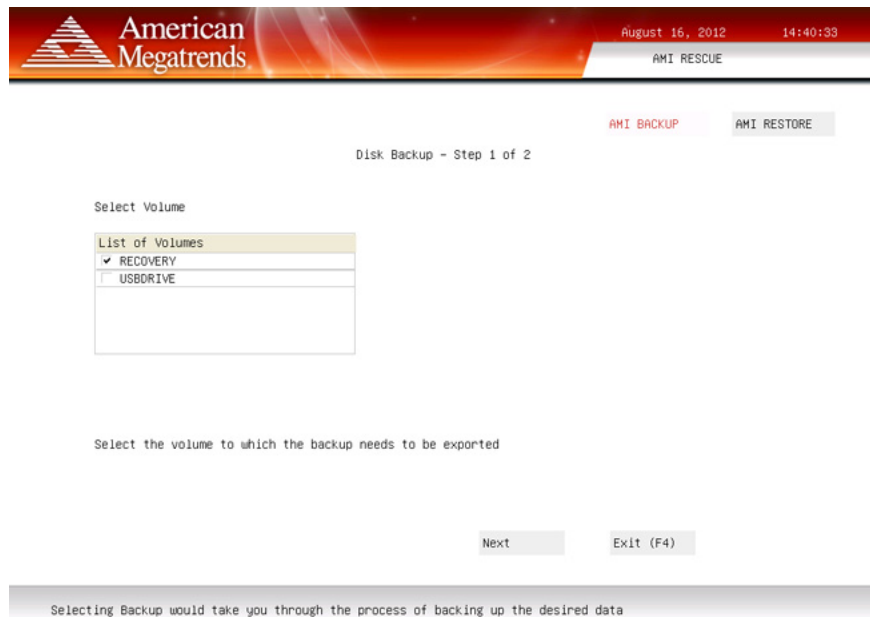 American
Megatrends
August 16, 2012 14:40:33
AMI RESCUE
AMI BACKUP AMI RESTORE
Disk Backup – Step 1 of 2
Select Volume
List of Volumes
RECOVERY
USBDRIVE
Select the volume to which the backup needs to be exported
Next Exit (F4)
Selecting Backup would take you through the process of backing up the desired data